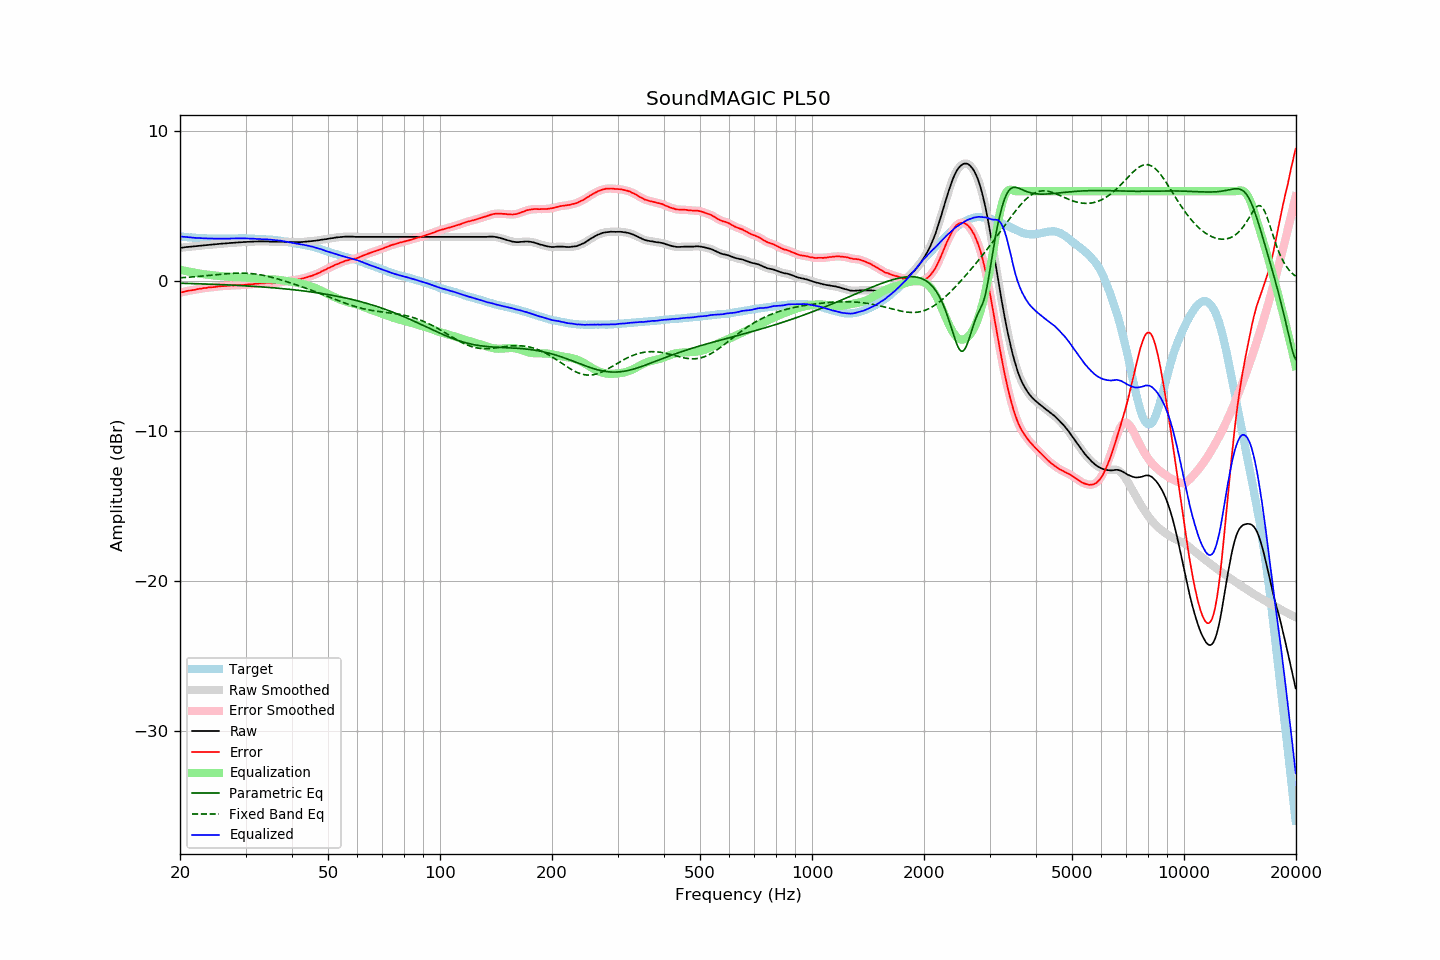 SoundMAGIC PL50
10
0
−10
−20
−30
Amplitude (dBr)
Target
Raw Smoothed
Error Smoothed
Raw
Error
Equalization
Parametric Eq
Fixed Band Eq
Equalized
20 50 100 200 500 1000 2000 5000 10000 20000
Frequency (Hz)